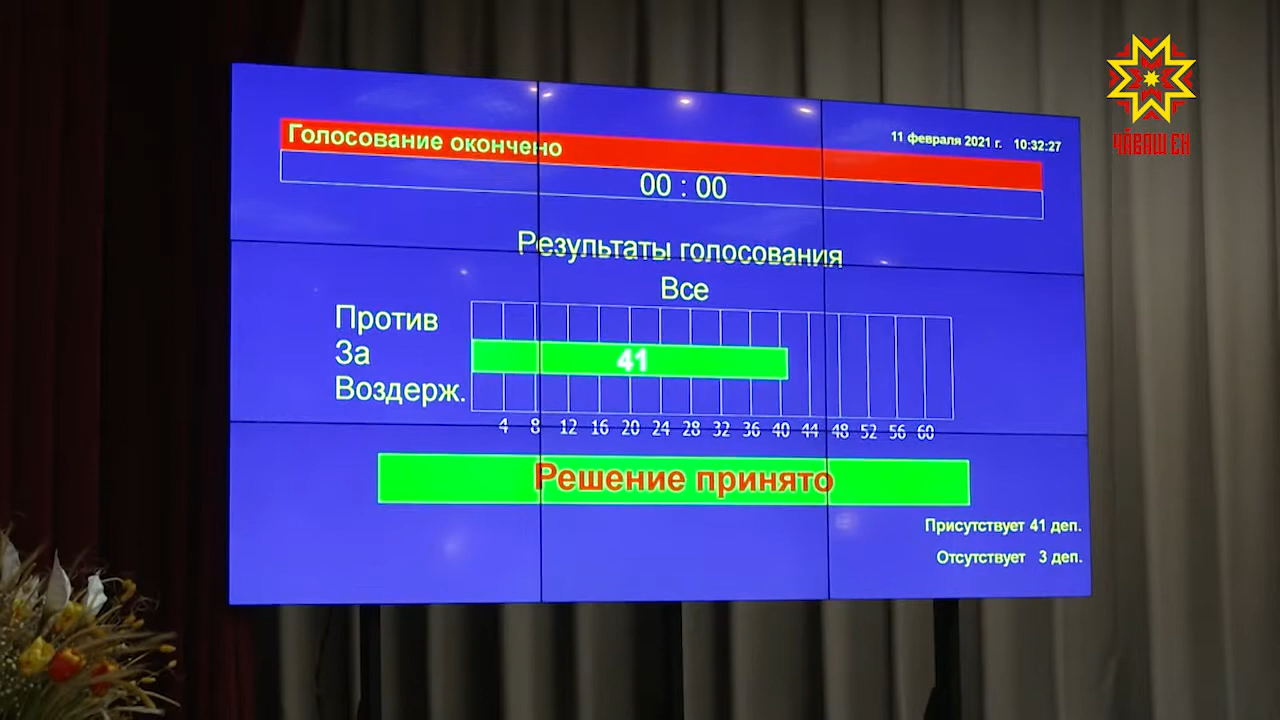 ЧӐВАШ ЕН
11 февраля 2021 г. 10:32:27
Голосование окончено
00 : 00
Результаты голосования
Все
Против
За 41
Воздерж.
4 8 12 16 20 24 28 32 36 40 44 48 52 56 60
Решение принято
Присутствует 41 деп.
Отсутствует 3 деп.